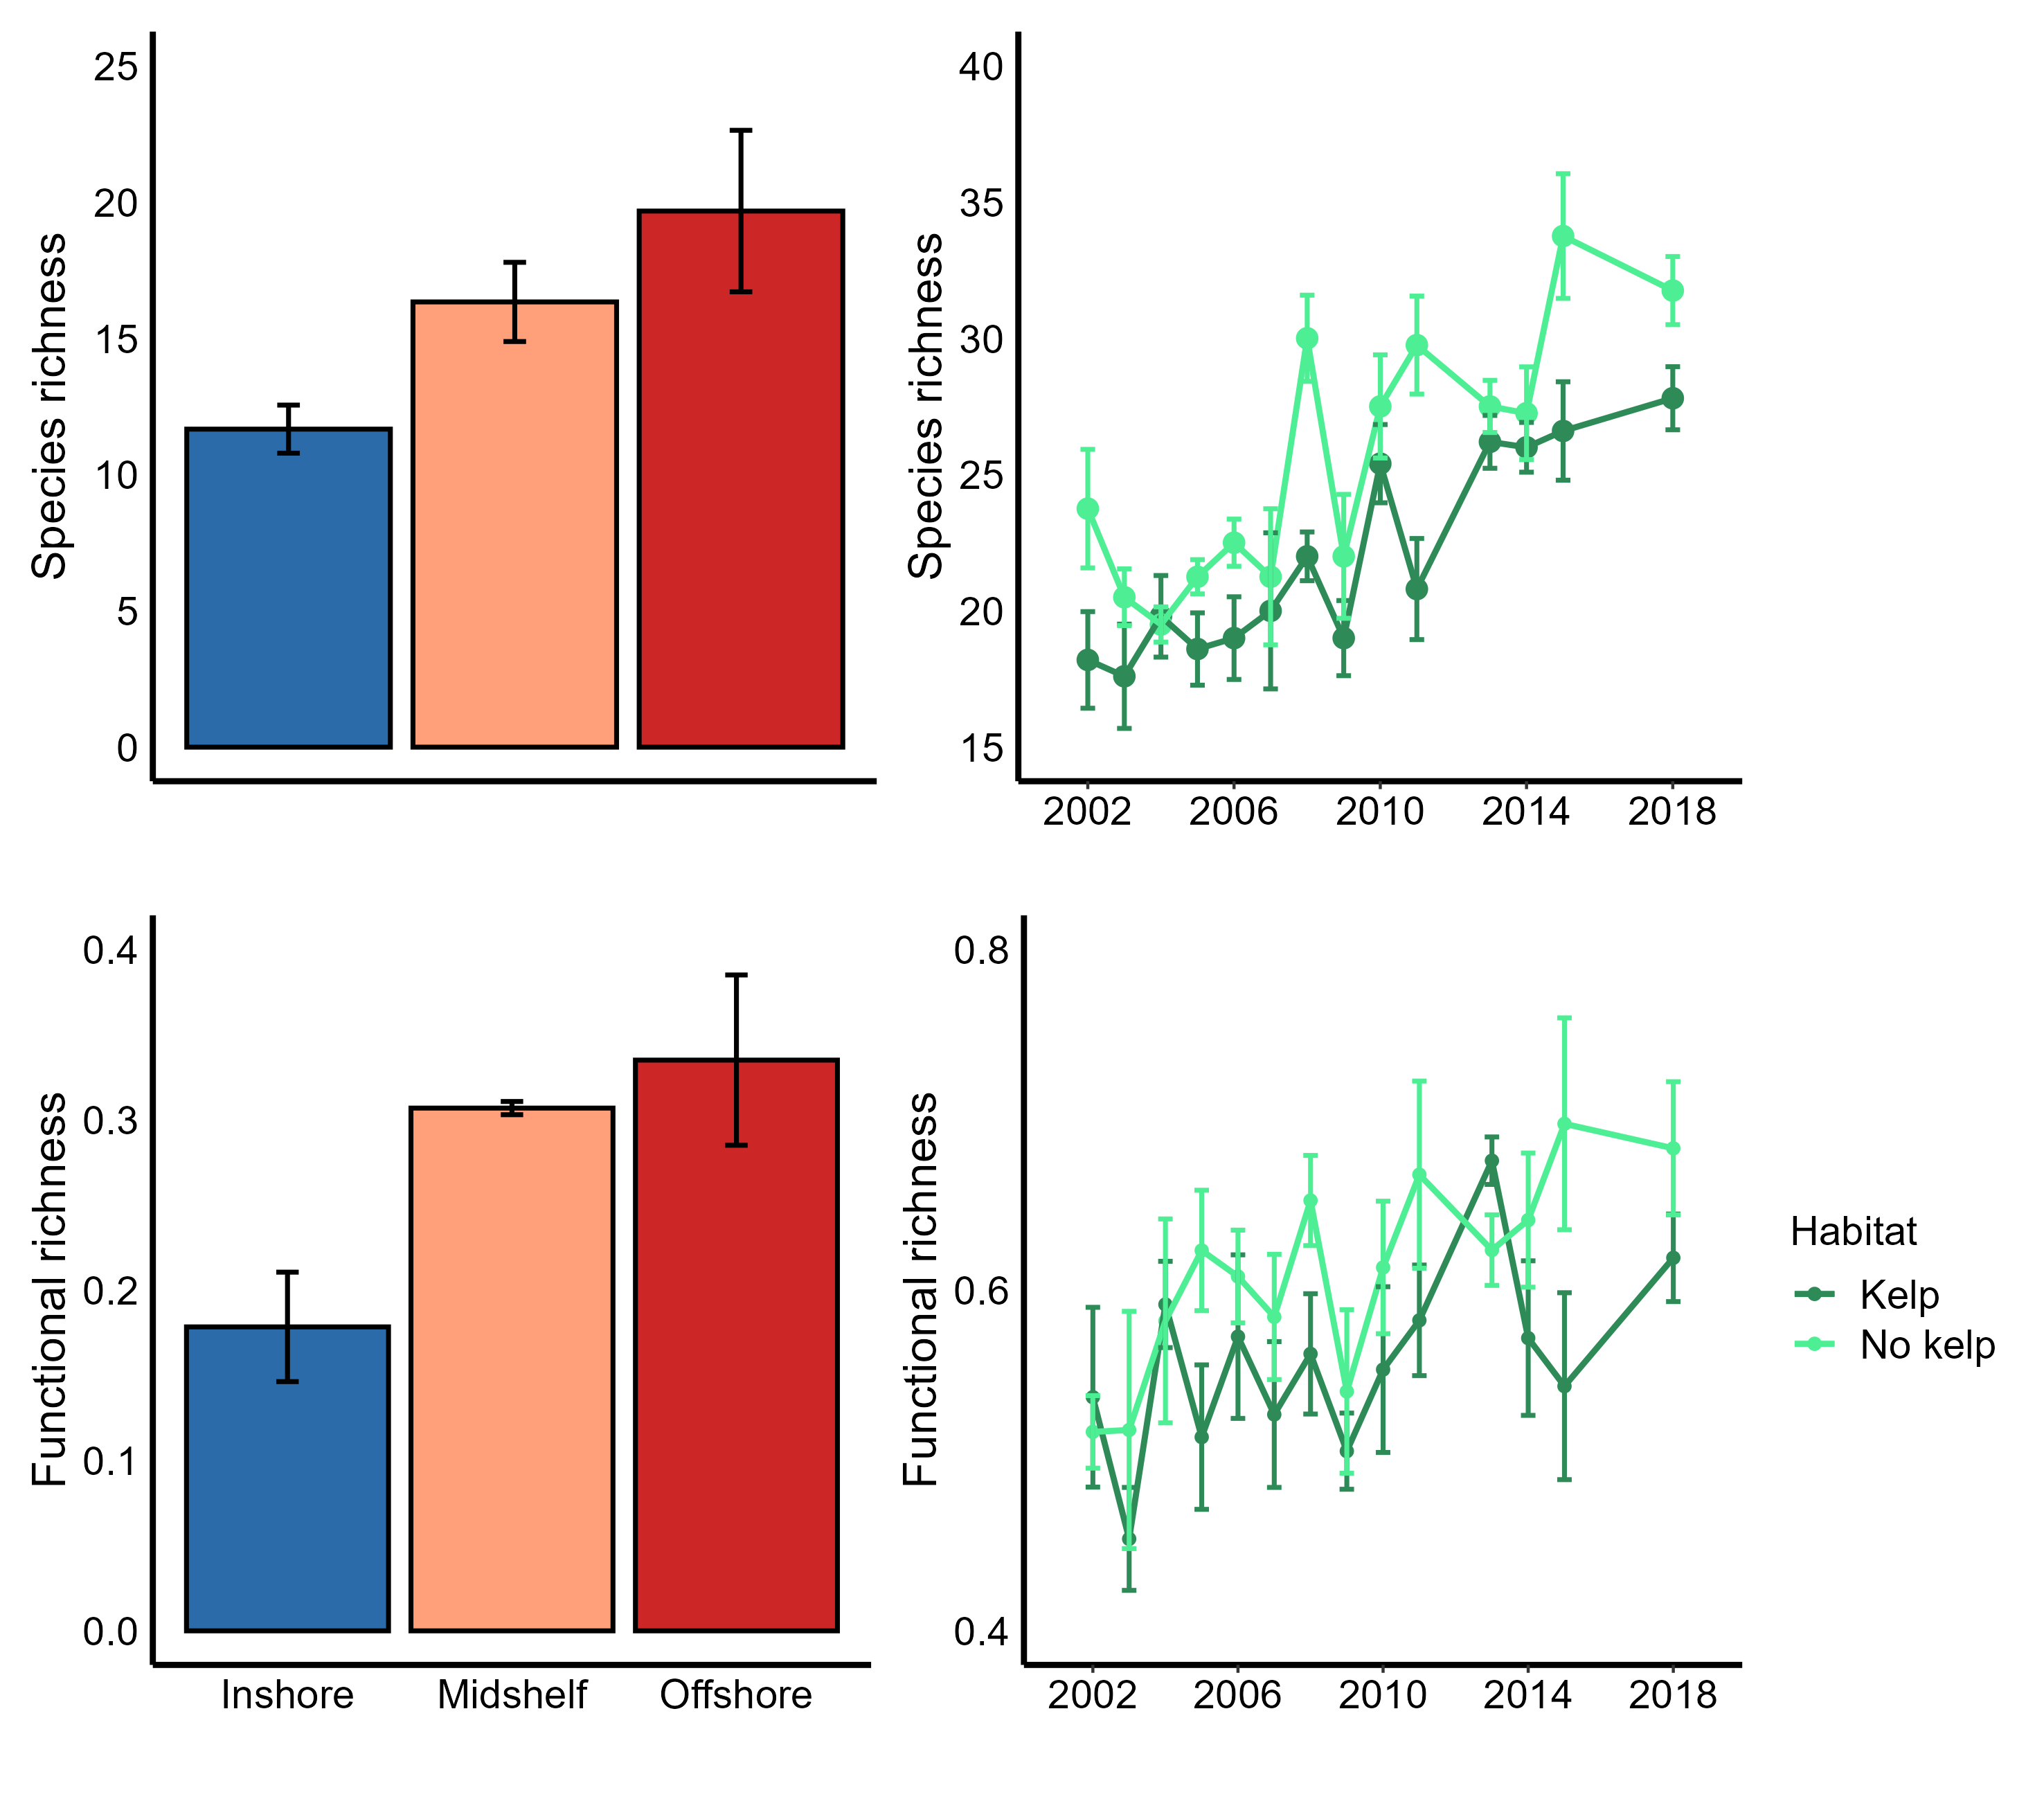 Species richness
25
20
15
10
5
0
Species richness
40
35
30
25
20
15
2002 2006 2010 2014 2018
Functional richness
0.4
0.3
0.2
0.1
0.0
Inshore Midshelf Offshore
Functional richness
0.8
0.6
0.4
2002 2006 2010 2014 2018
Habitat
Kelp
No kelp